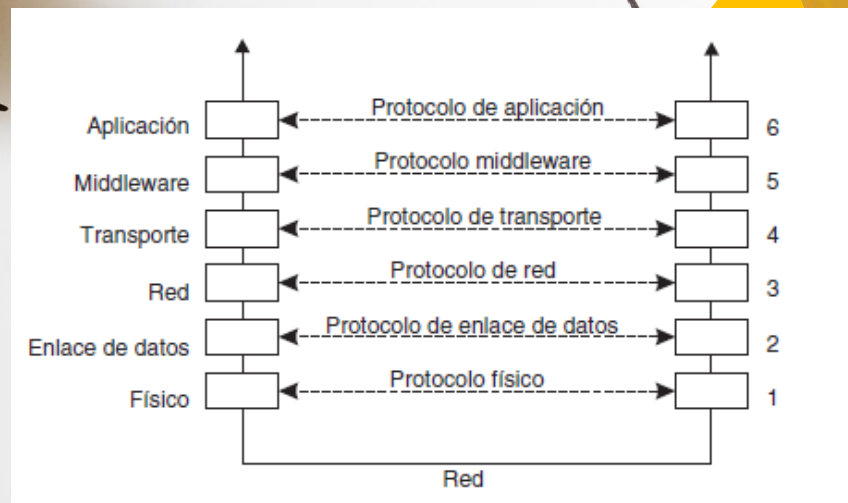 Aplicación Protocolo de aplicación 6
Middleware Protocolo middleware 5
Transporte Protocolo de transporte 4
Red Protocolo de red 3
Enlace de datos Protocolo de enlace de datos 2
Físico Protocolo físico 1
Red